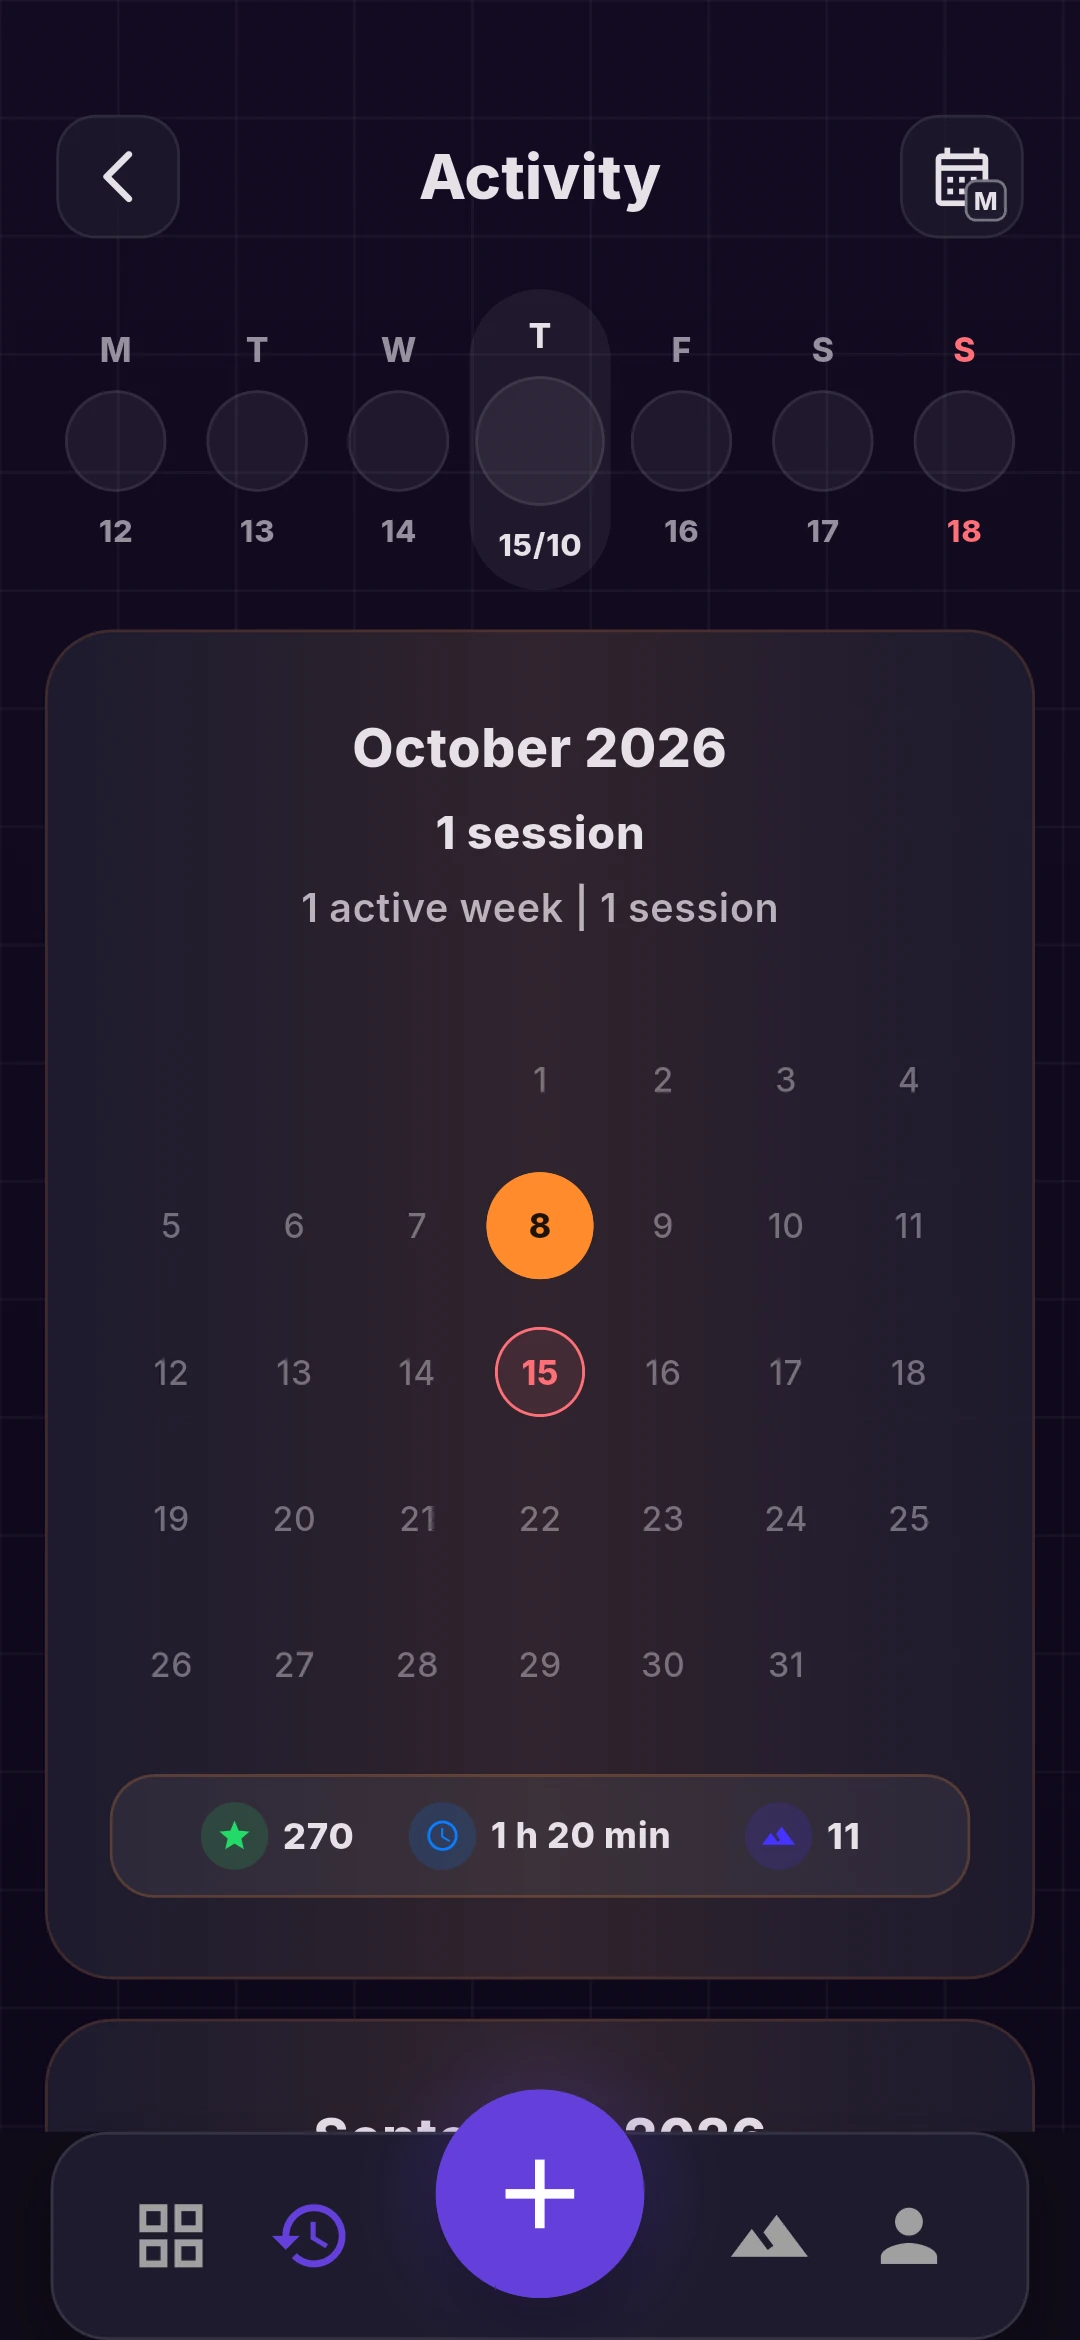 Activity
M
M T W T F S S
12 13 14 15/10 16 17 18
October 2026
1 session
1 active week | 1 session
1 2 3 4
5 6 7 8 9 10 11
12 13 14 15 16 17 18
19 20 21 22 23 24 25
26 27 28 29 30 31
270 1 h 20 min 11
2026